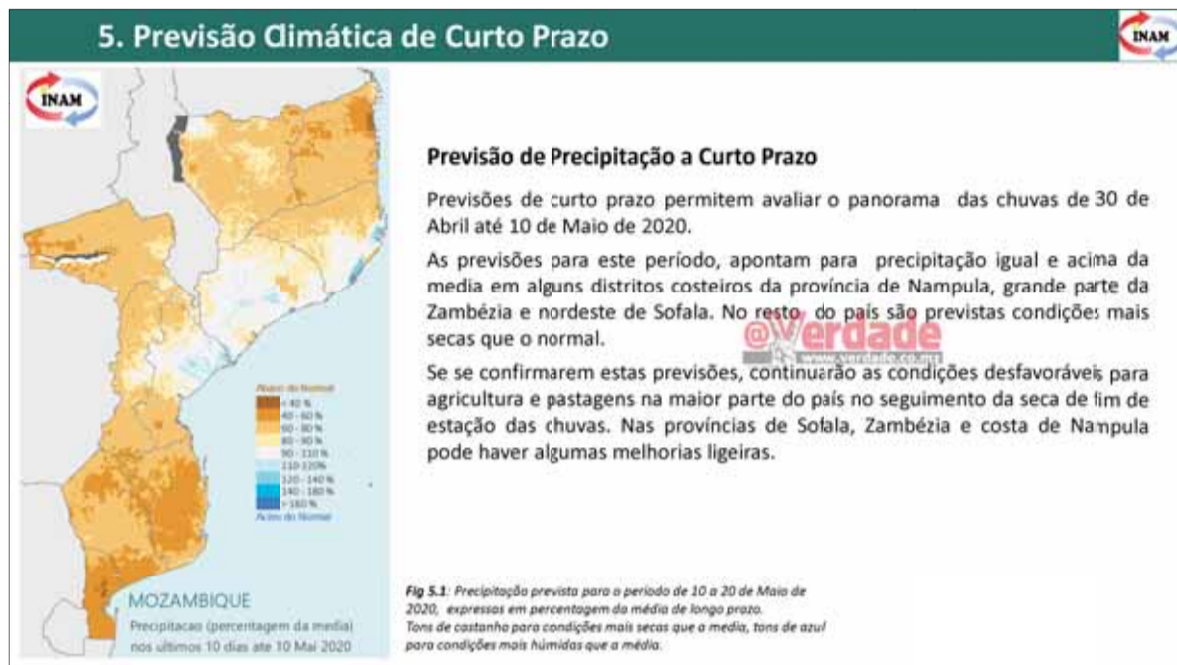 5. Previsão Climática de Curto Prazo
INAM
INAM
Previsão de Precipitação a Curto Prazo
Previsões de curto prazo permitem avaliar o panorama das chuvas de 30 de
Abril até 10 de Maio de 2020.
As previsões para este período, apontam para precipitação igual e acima da
media em alguns distritos costeiros da província de Nampula, grande parte da
Zambézia e nordeste de Sofala. No resto do país são previstas condições mais
secas que o normal.
@Verdade
www.verdade.co.mz
Se se confirmarem estas previsões, continuarão as condições desfavoráveis para
agricultura e pastagens na maior parte do país no seguimento da seca de fim de
estação das chuvas. Nas províncias de Sofala, Zambézia e costa de Nampula
pode haver algumas melhorias ligeiras.
Abaixo do Normal
< 40 %
40 - 60 %
60 - 80 %
80 - 90 %
90 - 110 %
110-120%
120 - 140 %
140 - 180 %
> 180 %
Acima do Normal
MOZAMBIQUE
Precipitacao (percentagem da media)
nos ultimos 10 dias ate 10 Mai 2020
Fig 5.1: Precipitação prevista para o período de 10 a 20 de Maio de
2020, expressos em percentagem da média de longo prazo.
Tons de castanho para condições mais secas que a media, tons de azul
para condições mais húmidas que a média.